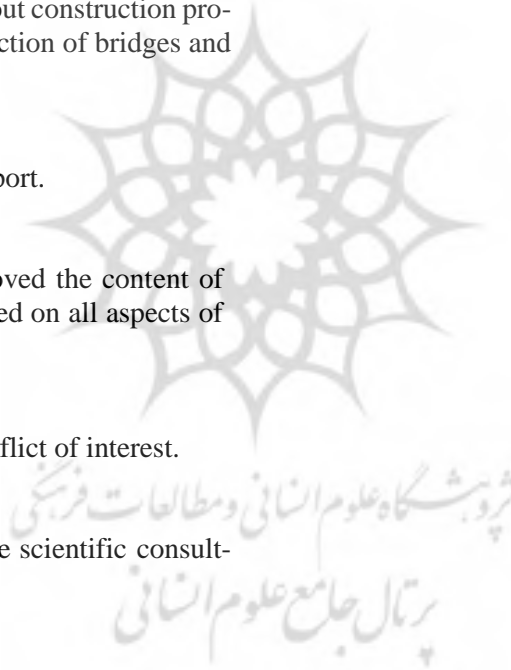 out construction pro-
ction of bridges and
port.
oved the content of
ed on all aspects of
flict of interest.
پژوهشگاه علوم انسانی و مطالعات فرهنگی
e scientific consult-
پرتال جامع علوم انسانی